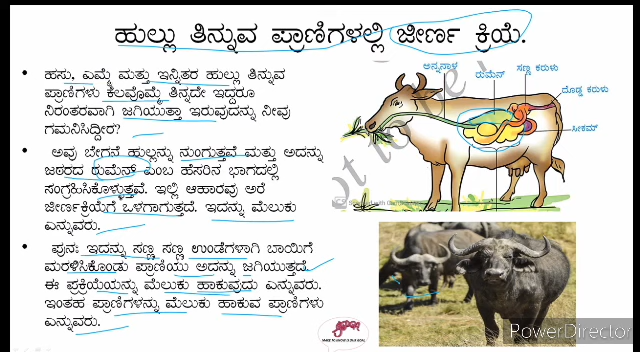 ಹುಲ್ಲು ತಿನ್ನುವ ಪ್ರಾಣಿಗಳಲ್ಲಿ ಜೀರ್ಣ ಕ್ರಿಯೆ.
• ಹಸು, ಎಮ್ಮೆ ಮತ್ತು ಇನ್ನಿತರ ಹುಲ್ಲು ತಿನ್ನುವ
ಪ್ರಾಣಿಗಳು ಕೆಲವೊಮ್ಮೆ ತಿನ್ನದೇ ಇದ್ದರೂ
ನಿರಂತರವಾಗಿ ಜಗಿಯುತ್ತಾ ಇರುವುದನ್ನು ನೀವು
ಗಮನಿಸಿದ್ದೀರ?
• ಅವು ಬೇಗನೆ ಹುಲ್ಲನ್ನು ನುಂಗುತ್ತವೆ ಮತ್ತು ಅದನ್ನು
ಜಠರದ ರುಮೆನ್ ಎಂಬ ಹೆಸರಿನ ಭಾಗದಲ್ಲಿ
ಸಂಗ್ರಹಿಸಿಕೊಳ್ಳುತ್ತವೆ. ಇಲ್ಲಿ ಆಹಾರವು ಅರೆ
ಜೀರ್ಣಕ್ರಿಯೆಗೆ ಒಳಗಾಗುತ್ತದೆ. ಇದನ್ನು ಮೆಲುಕು
ಎನ್ನುವರು.
• ಪುನಃ ಇದನ್ನು ಸಣ್ಣ ಸಣ್ಣ ಉಂಡೆಗಳಾಗಿ ಬಾಯಿಗೆ
ಮರಳಿಸಿಕೊಂಡು ಪ್ರಾಣಿಯು ಅದನ್ನು ಜಗಿಯುತ್ತದೆ.
ಈ ಪ್ರಕ್ರಿಯೆಯನ್ನು ಮೆಲುಕು ಹಾಕುವುದು ಎನ್ನುವರು.
ಇಂತಹ ಪ್ರಾಣಿಗಳನ್ನು ಮೆಲುಕು ಹಾಕುವ ಪ್ರಾಣಿಗಳು
ಎನ್ನುವರು.
ಅನ್ನನಾಳ
ರುಮೆನ್
ಸಣ್ಣ ಕರುಳು
ದೊಡ್ಡ ಕರುಳು
ಸೀಕಮ್
PowerDirector